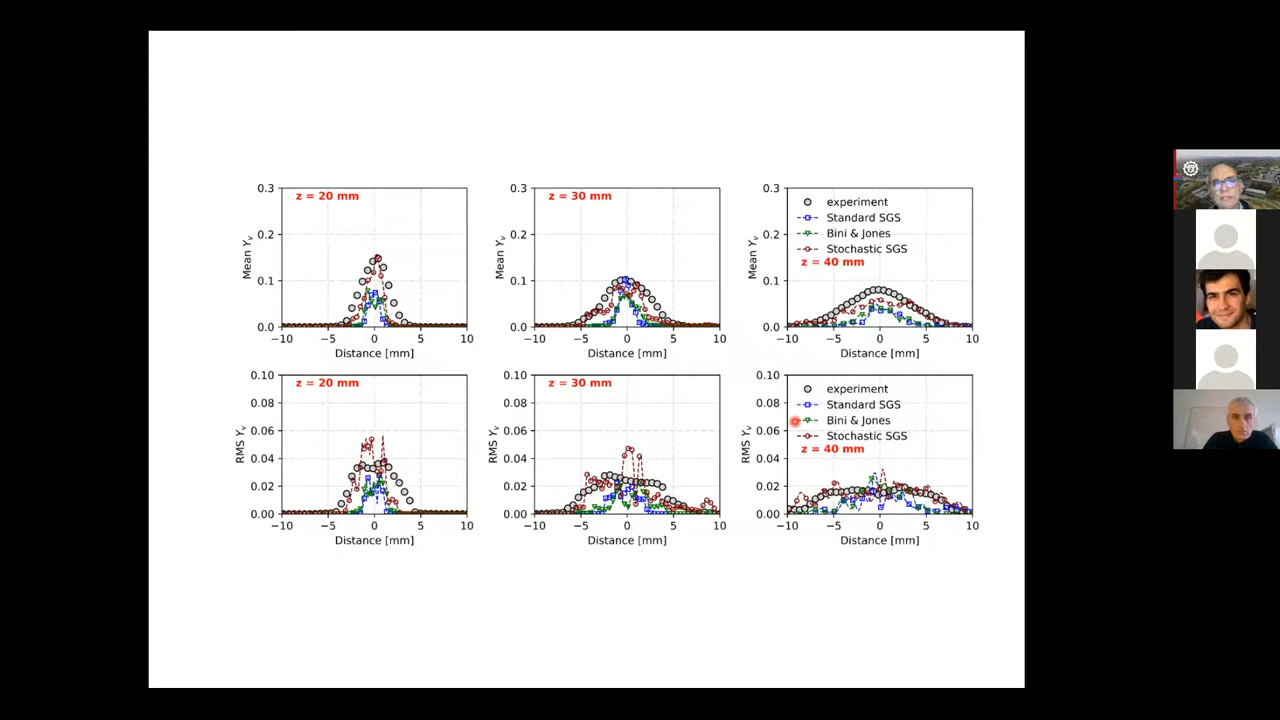 z = 20 mm
0.3
0.2
0.1
0.0
Mean Yv
−10 −5 0 5 10
Distance [mm]
z = 30 mm
0.3
0.2
0.1
0.0
Mean Yv
−10 −5 0 5 10
Distance [mm]
experiment
Standard SGS
Bini & Jones
Stochastic SGS
z = 40 mm
0.3
0.2
0.1
0.0
Mean Yv
−10 −5 0 5 10
Distance [mm]
z = 20 mm
0.10
0.08
0.06
0.04
0.02
0.00
RMS Yv
−10 −5 0 5 10
Distance [mm]
z = 30 mm
0.10
0.08
0.06
0.04
0.02
0.00
RMS Yv
−10 −5 0 5 10
Distance [mm]
experiment
Standard SGS
Bini & Jones
Stochastic SGS
z = 40 mm
0.10
0.08
0.06
0.04
0.02
0.00
RMS Yv
−10 −5 0 5 10
Distance [mm]